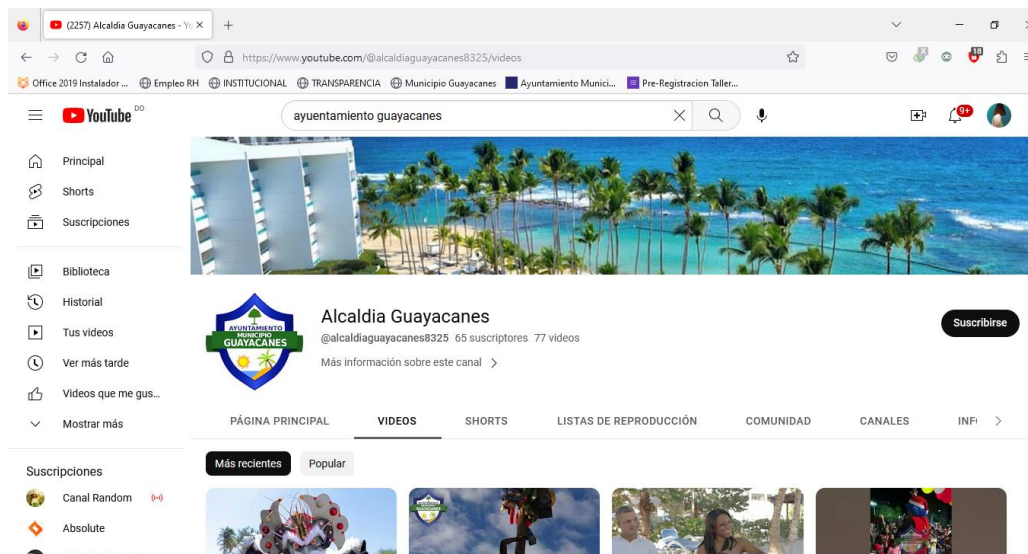 (2257) Alcaldia Guayacanes - Yo
https://www.youtube.com/@alcaldiaguayacanes8325/videos
18
Office 2019 Instalador ... Empleo RH INSTITUCIONAL TRANSPARENCIA Municipio Guayacanes Ayuntamiento Munici... Pre-Registracion Taller...
YouTube DO
ayuentamiento guayacanes
9+
Principal
Shorts
Suscripciones
Biblioteca
Historial
Tus videos
Ver más tarde
Videos que me gus...
Mostrar más
Suscripciones
Canal Random
Absolute
AYUNTAMIENTO
MUNICIPIO
GUAYACANES
Alcaldia Guayacanes
@alcaldiaguayacanes8325 65 suscriptores 77 videos
Más información sobre este canal
Suscribirse
PÁGINA PRINCIPAL VIDEOS SHORTS LISTAS DE REPRODUCCIÓN COMUNIDAD CANALES INF
Más recientes Popular